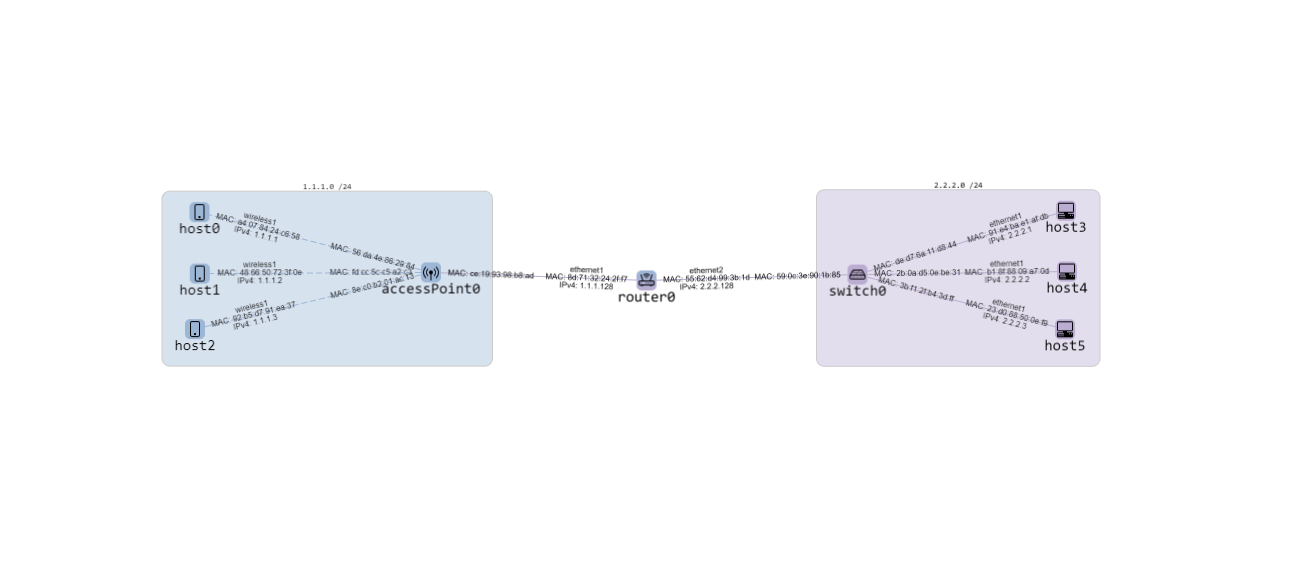 1.1.1.0 /24
wireless1
MAC: a4:07:84:24:c6:58
IPv4: 1.1.1.1
host0
MAC: 56:da:4e:86:29:84
wireless1
MAC: 48:66:50:72:3f:0e
IPv4: 1.1.1.2
host1
MAC: fd:cc:5c:c5:a2:
wireless1
MAC: 92:b5:d7:91:ea:37
IPv4: 1.1.1.3
host2
MAC: 8e:c0:b2:01:ac:
accessPoint0
MAC: ce:19:93:98:b8:ad
ethernet1
MAC: 8d:71:32:24:2f:f7
IPv4: 1.1.1.128
router0
ethernet2
MAC: 55:62:d4:99:3b:1d
IPv4: 2.2.2.128
MAC: 59:0c:3e:90:1b:85
2.2.2.0 /24
switch0
MAC: de:d7:6a:11:d8:44
ethernet1
MAC: 91:e4:ba:e1:af:db
IPv4: 2.2.2.1
host3
MAC: 2b:0a:d5:0e:be:31
ethernet1
MAC: b1:8f:88:09:a7:0d
IPv4: 2.2.2.2
host4
MAC: 3b:f1:2f:b4:3d:ff
ethernet1
MAC: 23:d0:88:50:0e:f9
IPv4: 2.2.2.3
host5